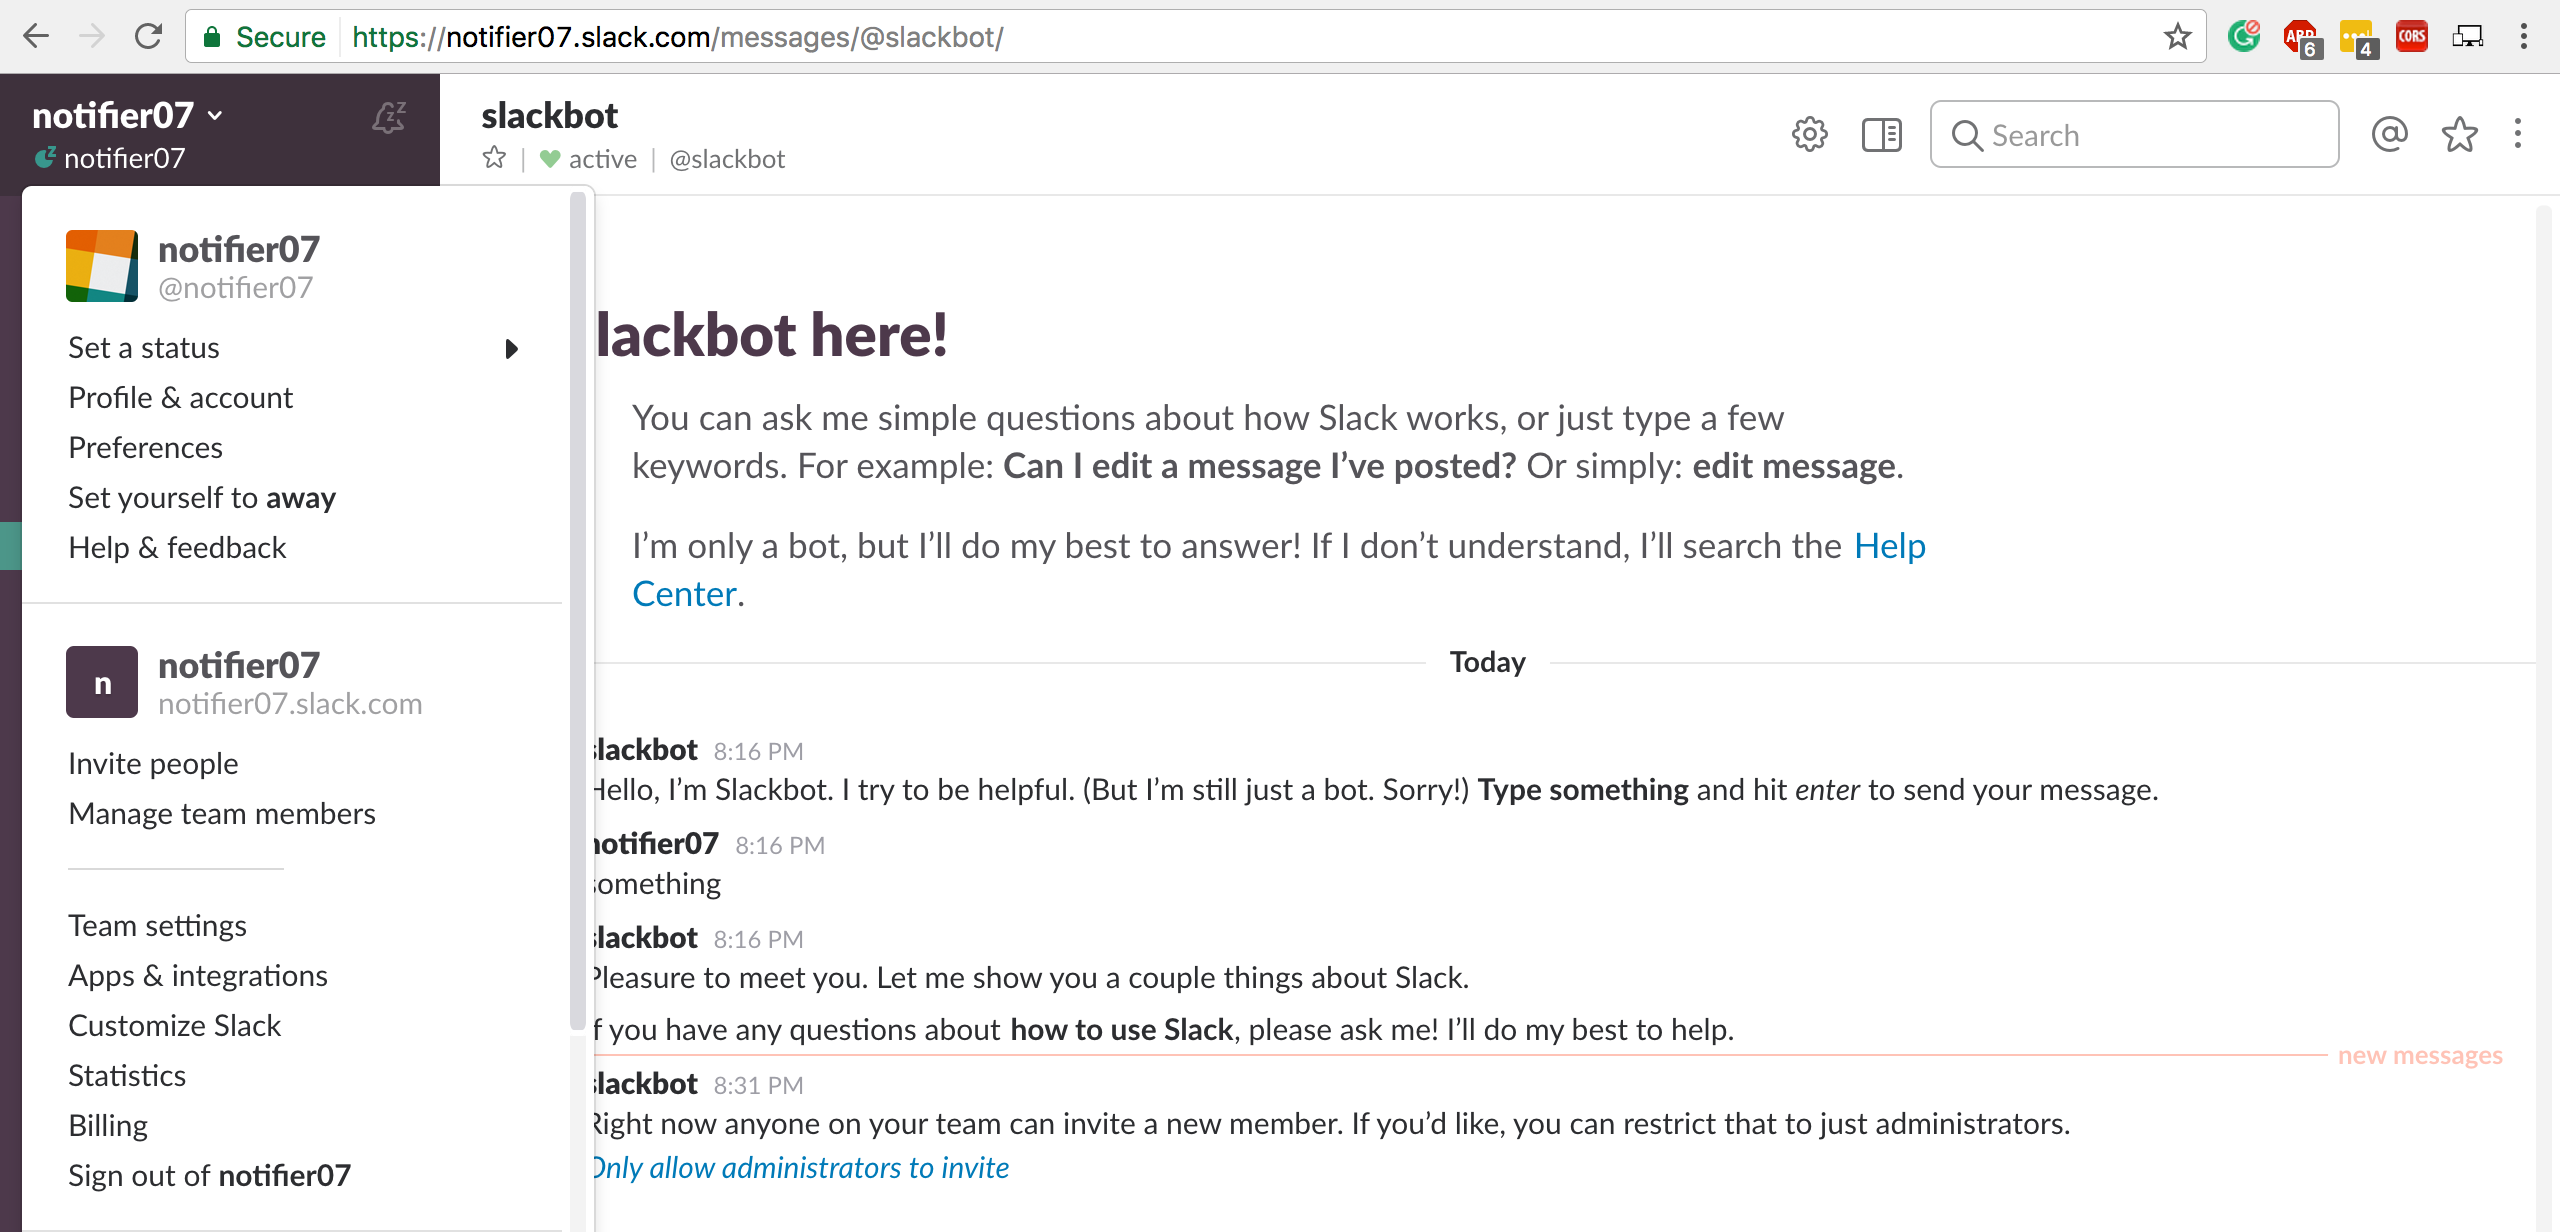 Secure https://notifier07.slack.com/messages/@slackbot/
6
4
CORS
notifier07
notifier07
slackbot
active | @slackbot
Search
notifier07
@notifier07
Set a status
Profile & account
Preferences
Set yourself to away
Help & feedback
notifier07
n
notifier07.slack.com
Invite people
Manage team members
Team settings
Apps & integrations
Customize Slack
Statistics
Billing
Sign out of notifier07
lackbot here!
You can ask me simple questions about how Slack works, or just type a few
keywords. For example: Can I edit a message I’ve posted? Or simply: edit message.
I’m only a bot, but I’ll do my best to answer! If I don’t understand, I’ll search the Help
Center.
Today
slackbot 8:16 PM
Hello, I’m Slackbot. I try to be helpful. (But I’m still just a bot. Sorry!) Type something and hit enter to send your message.
notifier07 8:16 PM
something
slackbot 8:16 PM
Pleasure to meet you. Let me show you a couple things about Slack.
If you have any questions about how to use Slack, please ask me! I’ll do my best to help.
new messages
slackbot 8:31 PM
Right now anyone on your team can invite a new member. If you’d like, you can restrict that to just administrators.
Only allow administrators to invite